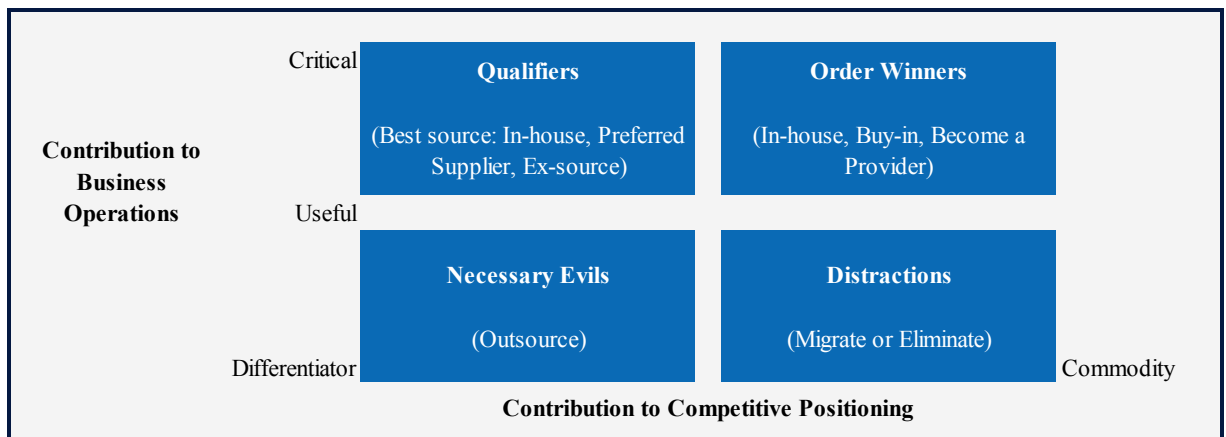 Critical
Qualifiers
Order Winners
(Best source: In-house, Preferred
Supplier, Ex-source)
(In-house, Buy-in, Become a
Provider)
Contribution to
Business
Operations
Useful
Necessary Evils
Distractions
(Outsource)
(Migrate or Eliminate)
Differentiator
Commodity
Contribution to Competitive Positioning